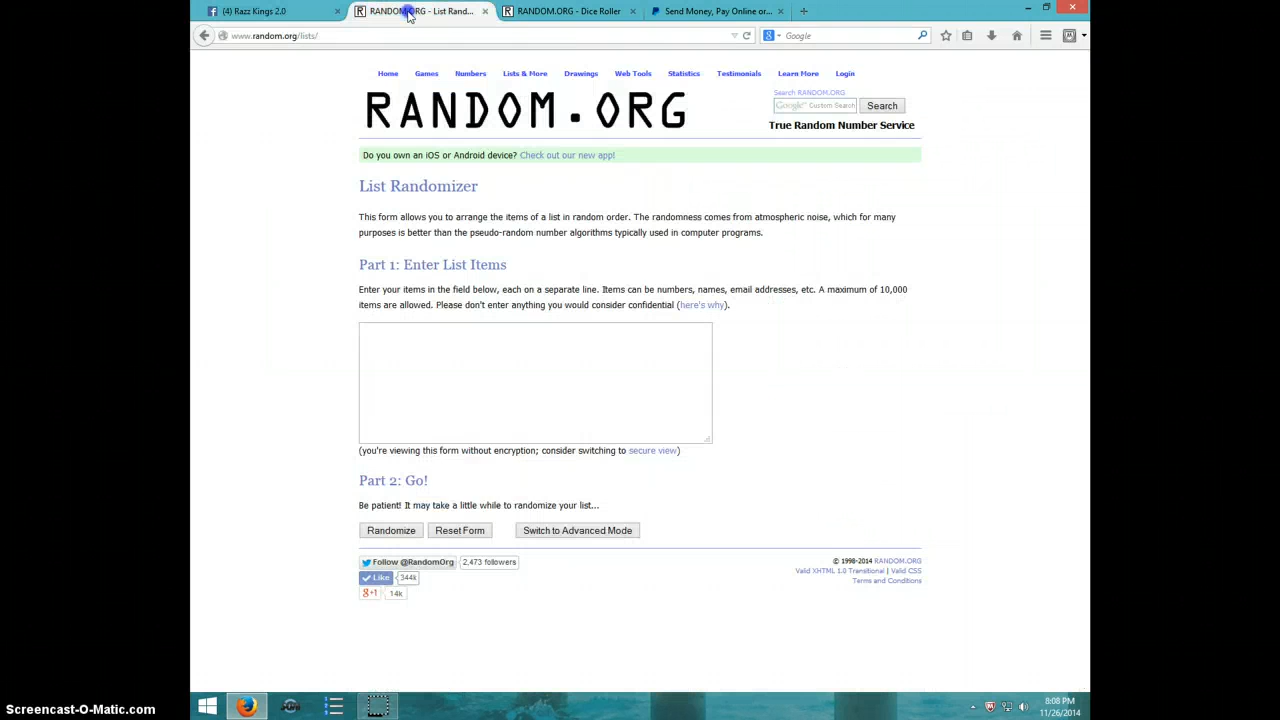 (4) Razz Kings 2.0
RANDOM.ORG - List Rand...
RANDOM.ORG - Dice Roller
Send Money, Pay Online or...
www.random.org/lists/
Google
Home Games Numbers Lists & More Drawings Web Tools Statistics Testimonials Learn More Login
RANDOM.ORG
Search RANDOM.ORG
Google™ Custom Search
Search
True Random Number Service
Do you own an iOS or Android device? Check out our new app!
List Randomizer
This form allows you to arrange the items of a list in random order. The randomness comes from atmospheric noise, which for many
purposes is better than the pseudo-random number algorithms typically used in computer programs.
Part 1: Enter List Items
Enter your items in the field below, each on a separate line. Items can be numbers, names, email addresses, etc. A maximum of 10,000
items are allowed. Please don't enter anything you would consider confidential (here's why).
(you're viewing this form without encryption; consider switching to secure view)
Part 2: Go!
Be patient! It may take a little while to randomize your list...
Randomize Reset Form Switch to Advanced Mode
Follow @RandomOrg 2,473 followers
Like 344k
+1 14k
© 1998-2014 RANDOM.ORG
Valid XHTML 1.0 Transitional | Valid CSS
Terms and Conditions
8:08 PM
11/26/2014
Screencast-O-Matic.com